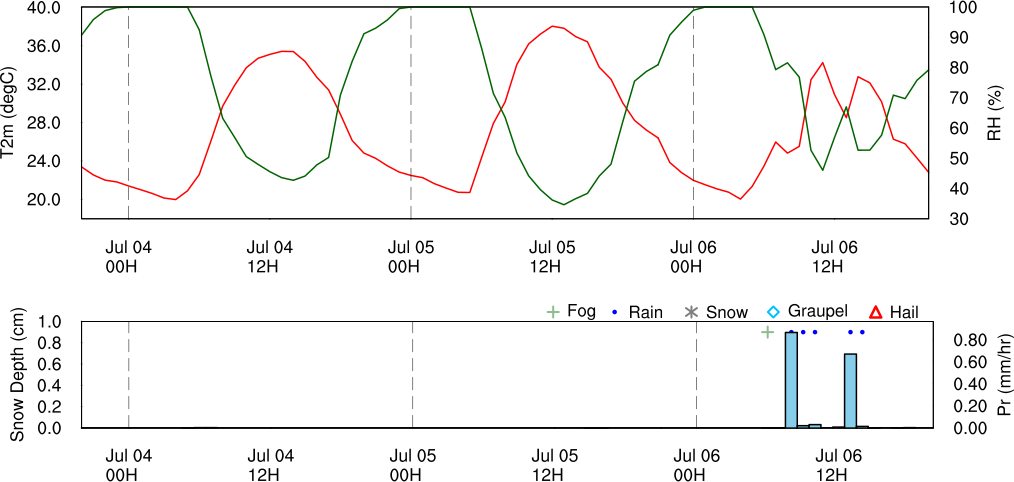 40.0
36.0
32.0
28.0
24.0
20.0
T2m (degC)
100
90
80
70
60
50
40
30
RH (%)
Jul 04 Jul 04 Jul 05 Jul 05 Jul 06 Jul 06
00H 12H 00H 12H 00H 12H
Fog Rain Snow Graupel Hail
1.0
0.8
0.6
0.4
0.2
0.0
Snow Depth (cm)
0.80
0.60
0.40
0.20
0.00
Pr (mm/hr)
Jul 04 Jul 04 Jul 05 Jul 05 Jul 06 Jul 06
00H 12H 00H 12H 00H 12H